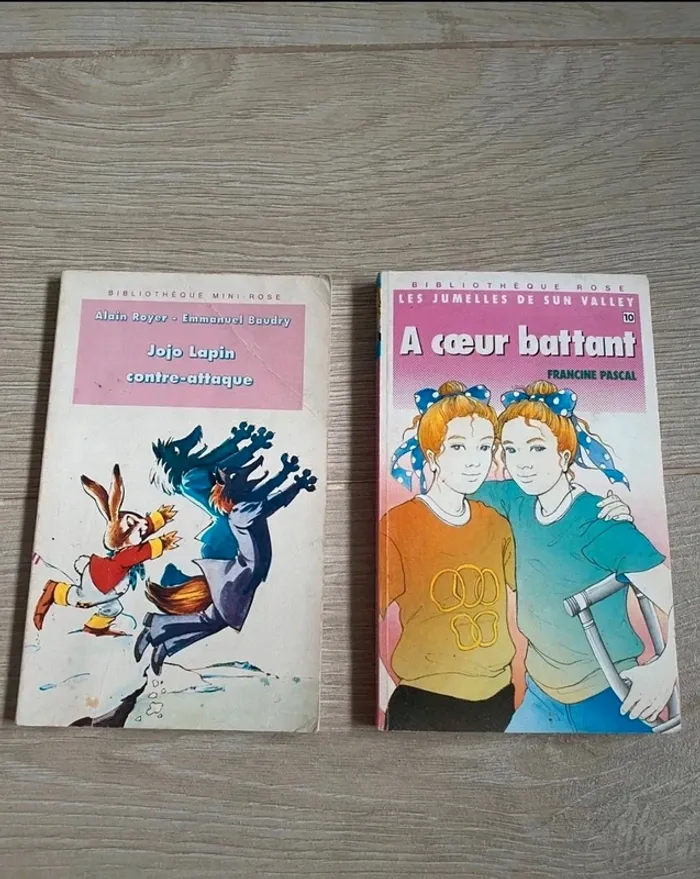 BIBLIOTHÈQUE MINI-ROSE
Alain Royer - Emmanuel Baudry
Jojo Lapin
contre-attaque
BIBLIOTHÈQUE ROSE
LES JUMELLES DE SUN VALLEY
10
A cœur battant
FRANCINE PASCAL